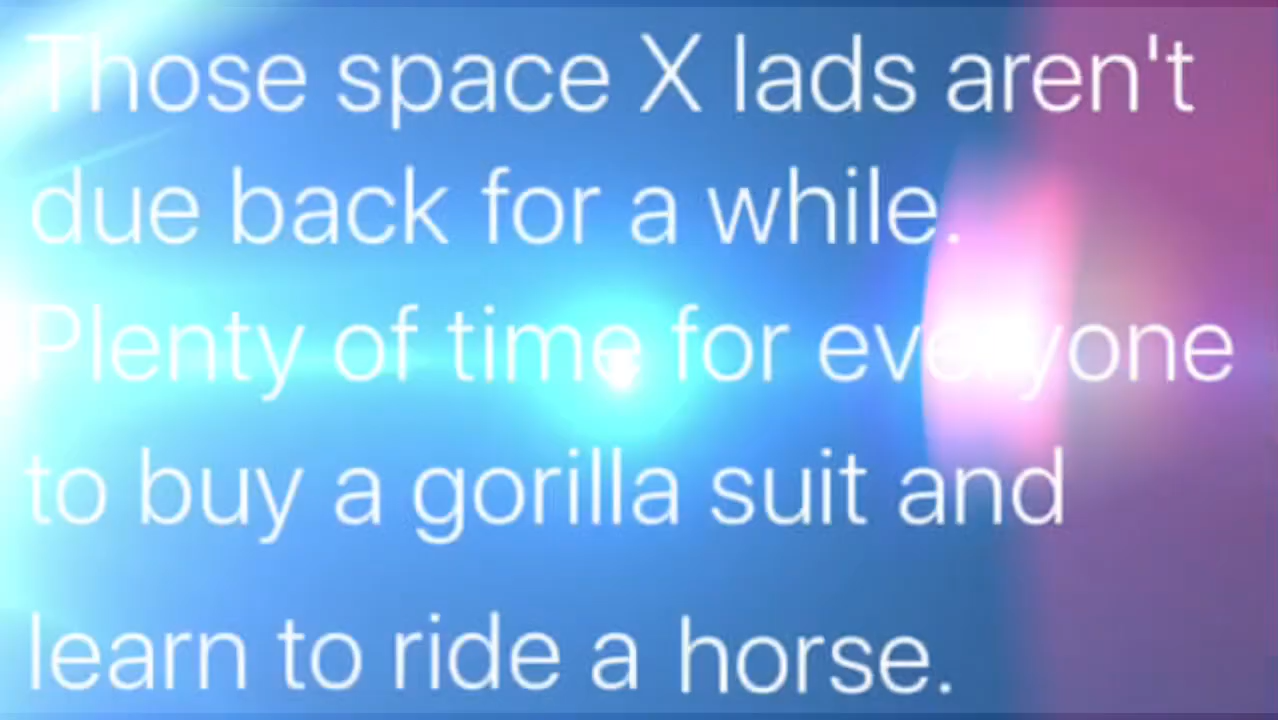 Those space X lads aren't
due back for a while.
Plenty of time for everyone
to buy a gorilla suit and
learn to ride a horse.